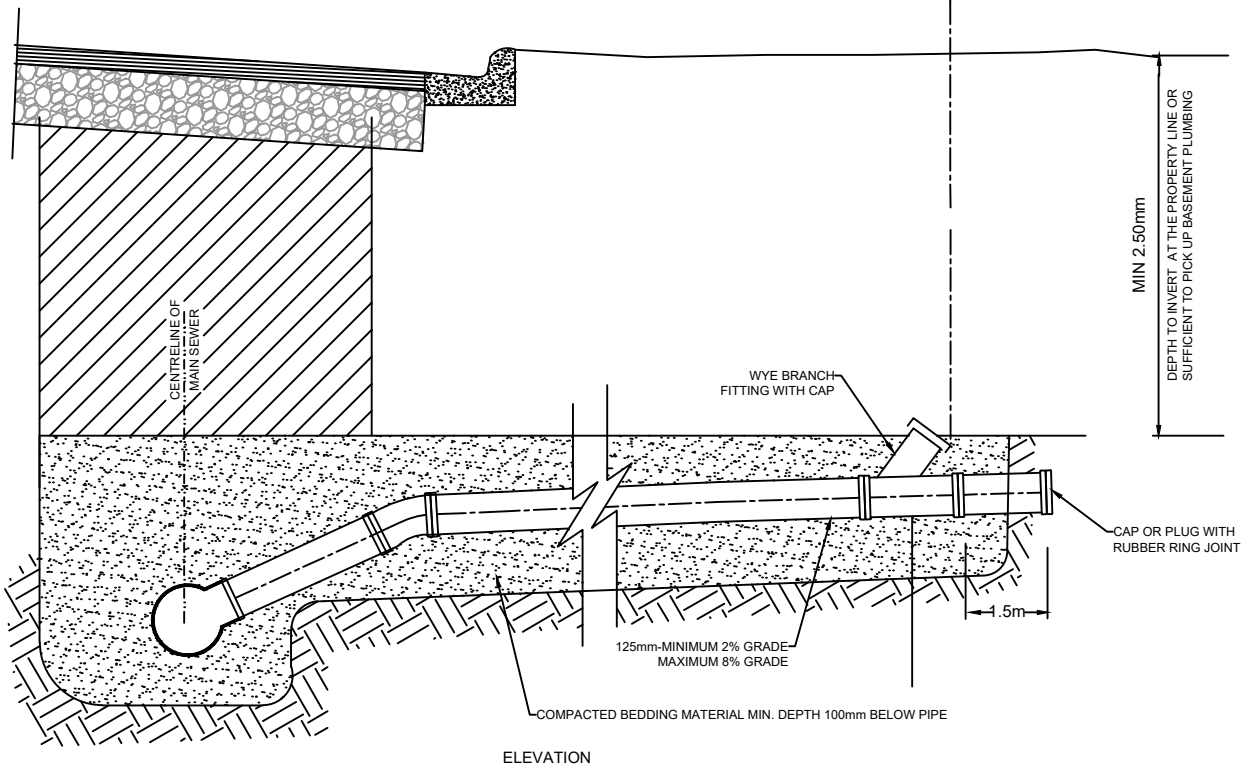 CENTRELINE OF
MAIN SEWER
MIN 2.50mm
DEPTH TO INVERT AT THE PROPERTY LINE OR
SUFFICIENT TO PICK UP BASEMENT PLUMBING
WYE BRANCH
FITTING WITH CAP
CAP OR PLUG WITH
RUBBER RING JOINT
1.5m
125mm-MINIMUM 2% GRADE
MAXIMUM 8% GRADE
COMPACTED BEDDING MATERIAL MIN. DEPTH 100mm BELOW PIPE
ELEVATION